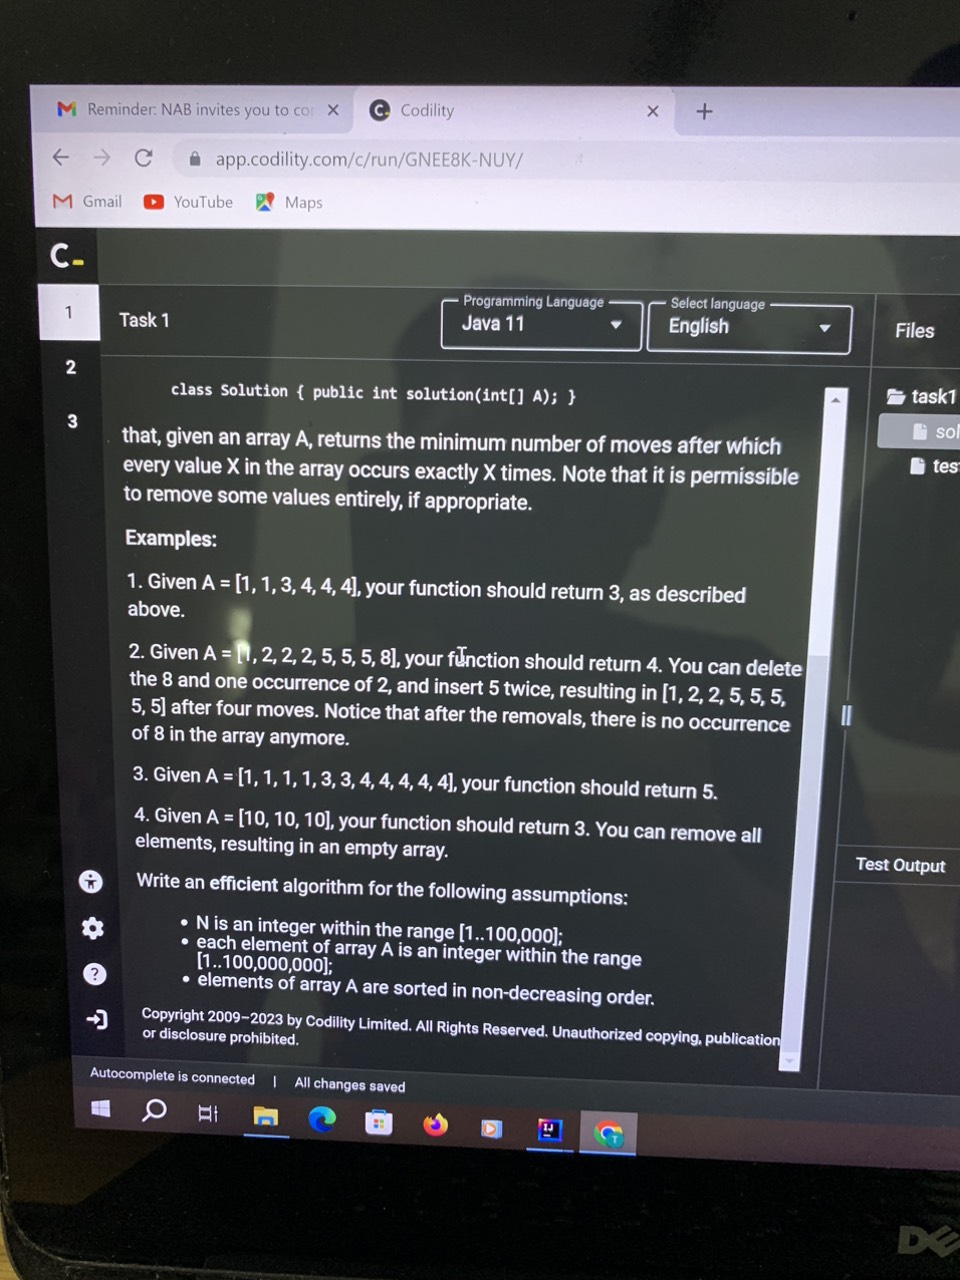 Reminder: NAB invites you to co
Codility
app.codility.com/c/run/GNEE8K-NUY/
Gmail
YouTube
Maps
C
1
Task 1
Programming Language
Java 11
Select language
English
Files
2
3
class Solution { public int solution(int[] A); }
task1
sol
tes
that, given an array A, returns the minimum number of moves after which
every value X in the array occurs exactly X times. Note that it is permissible
to remove some values entirely, if appropriate.
Examples:
1. Given A = [1, 1, 3, 4, 4, 4], your function should return 3, as described
above.
2. Given A = [1, 2, 2, 2, 5, 5, 5, 8], your function should return 4. You can delete
the 8 and one occurrence of 2, and insert 5 twice, resulting in [1, 2, 2, 5, 5, 5,
5, 5] after four moves. Notice that after the removals, there is no occurrence
of 8 in the array anymore.
3. Given A = [1, 1, 1, 1, 3, 3, 4, 4, 4, 4, 4], your function should return 5.
4. Given A = [10, 10, 10], your function should return 3. You can remove all
elements, resulting in an empty array.
Write an efficient algorithm for the following assumptions:
• N is an integer within the range [1..100,000];
• each element of array A is an integer within the range
[1..100,000,000];
• elements of array A are sorted in non-decreasing order.
Copyright 2009–2023 by Codility Limited. All Rights Reserved. Unauthorized copying, publication
or disclosure prohibited.
Test Output
Autocomplete is connected | All changes saved
IJ
T
DE